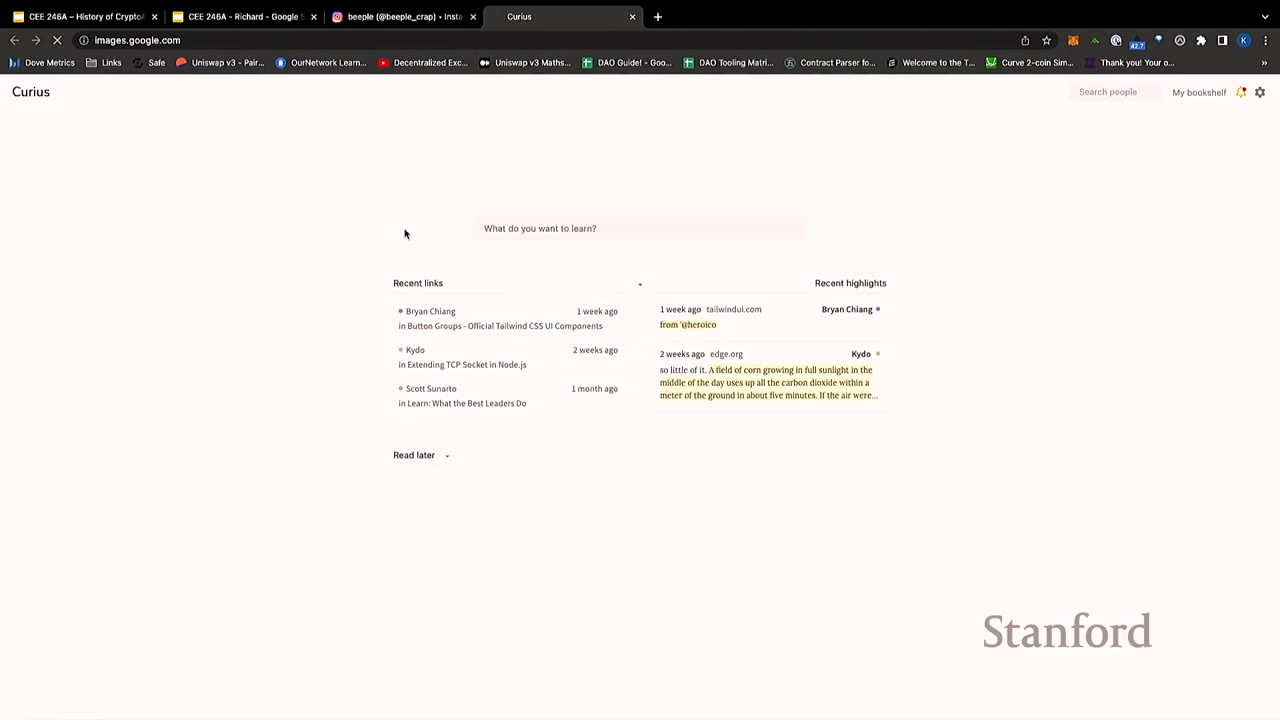 CEE 246A – History of CryptoA
CEE 246A - Richard - Google S
beeple (@beeple_crap) • Insta
Curius
images.google.com
42.7
K
Dove Metrics
Links
Safe
Uniswap v3 - Pair...
OurNetwork Learn...
Decentralized Exc...
Uniswap v3 Maths...
DAO Guide! - Goo...
DAO Tooling Matri...
Contract Parser fo...
Welcome to the T...
Curve 2-coin Sim...
Thank you! Your o...
Curius
Search people
My bookshelf
What do you want to learn?
Recent links
Bryan Chiang 1 week ago
in Button Groups - Official Tailwind CSS UI Components
Kydo 2 weeks ago
in Extending TCP Socket in Node.js
Scott Sunarto 1 month ago
in Learn: What the Best Leaders Do
Recent highlights
1 week ago tailwindui.com Bryan Chiang
from '@heroico
2 weeks ago edge.org Kydo
so little of it. A field of corn growing in full sunlight in the
middle of the day uses up all the carbon dioxide within a
meter of the ground in about five minutes. If the air were...
Read later
Stanford